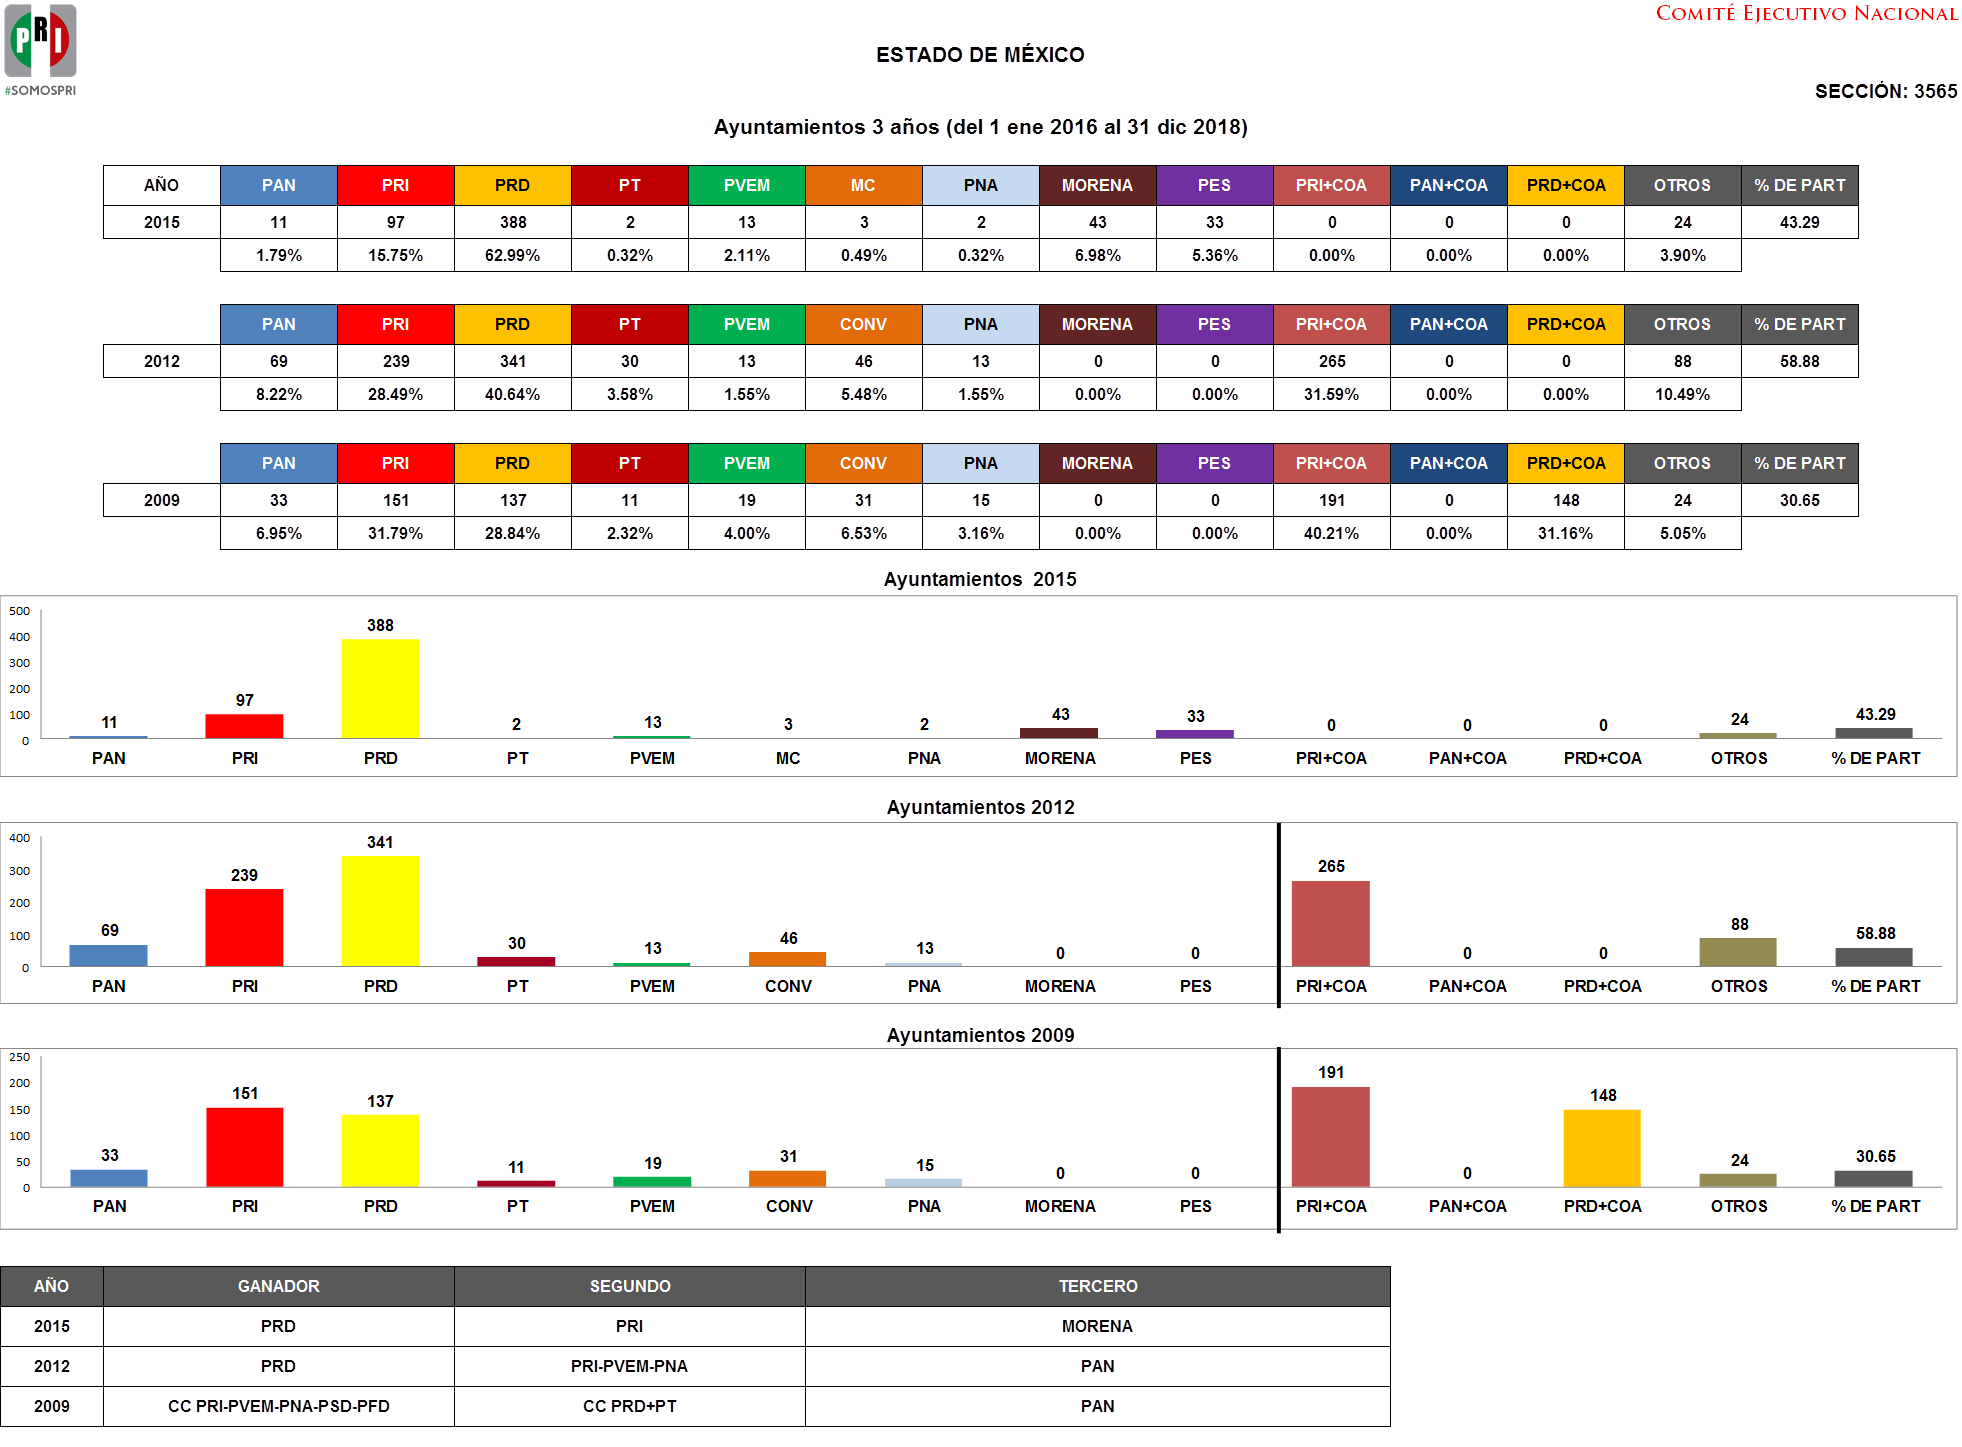 PRI
#SOMOSPRI
COMITÉ EJECUTIVO NACIONAL
ESTADO DE MÉXICO
SECCIÓN: 3565
Ayuntamientos 3 años (del 1 ene 2016 al 31 dic 2018)
AÑO PAN PRI PRD PT PVEM MC PNA MORENA PES PRI+COA PAN+COA PRD+COA OTROS % DE PART
2015 11 97 388 2 13 3 2 43 33 0 0 0 24 43.29
1.79% 15.75% 62.99% 0.32% 2.11% 0.49% 0.32% 6.98% 5.36% 0.00% 0.00% 0.00% 3.90%
PAN PRI PRD PT PVEM CONV PNA MORENA PES PRI+COA PAN+COA PRD+COA OTROS % DE PART
2012 69 239 341 30 13 46 13 0 0 265 0 0 88 58.88
8.22% 28.49% 40.64% 3.58% 1.55% 5.48% 1.55% 0.00% 0.00% 31.59% 0.00% 0.00% 10.49%
PAN PRI PRD PT PVEM CONV PNA MORENA PES PRI+COA PAN+COA PRD+COA OTROS % DE PART
2009 33 151 137 11 19 31 15 0 0 191 0 148 24 30.65
6.95% 31.79% 28.84% 2.32% 4.00% 6.53% 3.16% 0.00% 0.00% 40.21% 0.00% 31.16% 5.05%
Ayuntamientos 2015
500
400
300
200
100
0
11 97 388 2 13 3 2 43 33 0 0 0 24 43.29
PAN PRI PRD PT PVEM MC PNA MORENA PES PRI+COA PAN+COA PRD+COA OTROS % DE PART
Ayuntamientos 2012
400
300
200
100
0
69 239 341 30 13 46 13 0 0 265 0 0 88 58.88
PAN PRI PRD PT PVEM CONV PNA MORENA PES PRI+COA PAN+COA PRD+COA OTROS % DE PART
Ayuntamientos 2009
250
200
150
100
50
0
33 151 137 11 19 31 15 0 0 191 0 148 24 30.65
PAN PRI PRD PT PVEM CONV PNA MORENA PES PRI+COA PAN+COA PRD+COA OTROS % DE PART
AÑO GANADOR SEGUNDO TERCERO
2015 PRD PRI MORENA
2012 PRD PRI-PVEM-PNA PAN
2009 CC PRI-PVEM-PNA-PSD-PFD CC PRD+PT PAN